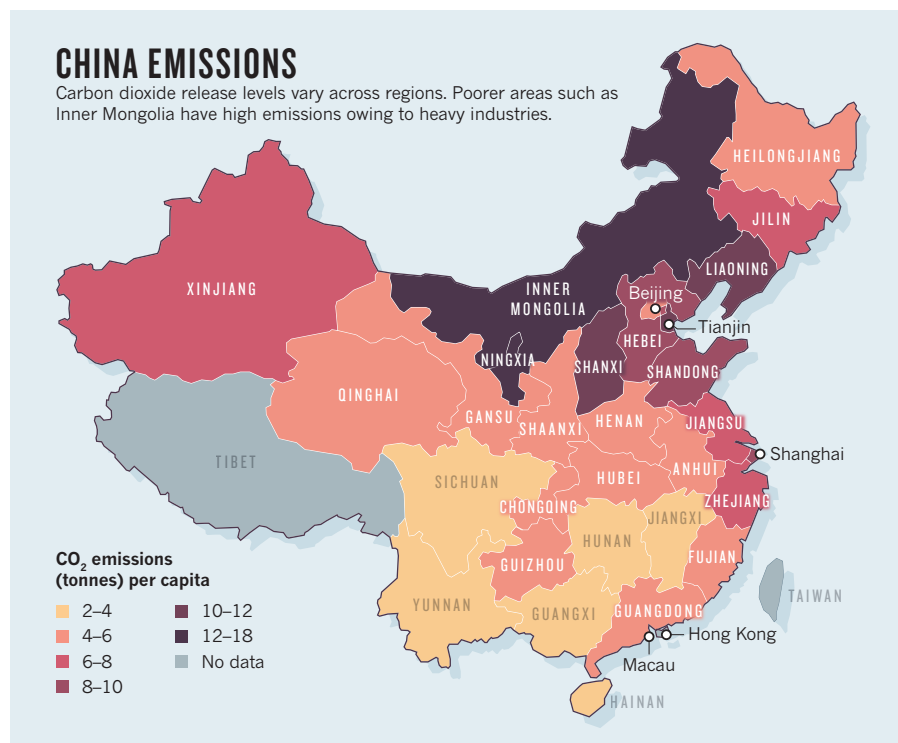 CHINA EMISSIONS
Carbon dioxide release levels vary across regions. Poorer areas such as
Inner Mongolia have high emissions owing to heavy industries.
HEILONGJIANG
JILIN
LIAONING
XINJIANG
INNER
MONGOLIA
Beijing
Tianjin
HEBEI
NINGXIA
SHANXI
SHANDONG
QINGHAI
GANSU
SHAANXI
HENAN
JIANGSU
Shanghai
TIBET
SICHUAN
HUBEI
ANHUI
ZHEJIANG
CHONGQING
JIANGXI
HUNAN
FUJIAN
GUIZHOU
YUNNAN
GUANGXI
GUANGDONG
TAIWAN
Hong Kong
Macau
HAINAN
CO₂ emissions
(tonnes) per capita
2–4
4–6
6–8
8–10
10–12
12–18
No data